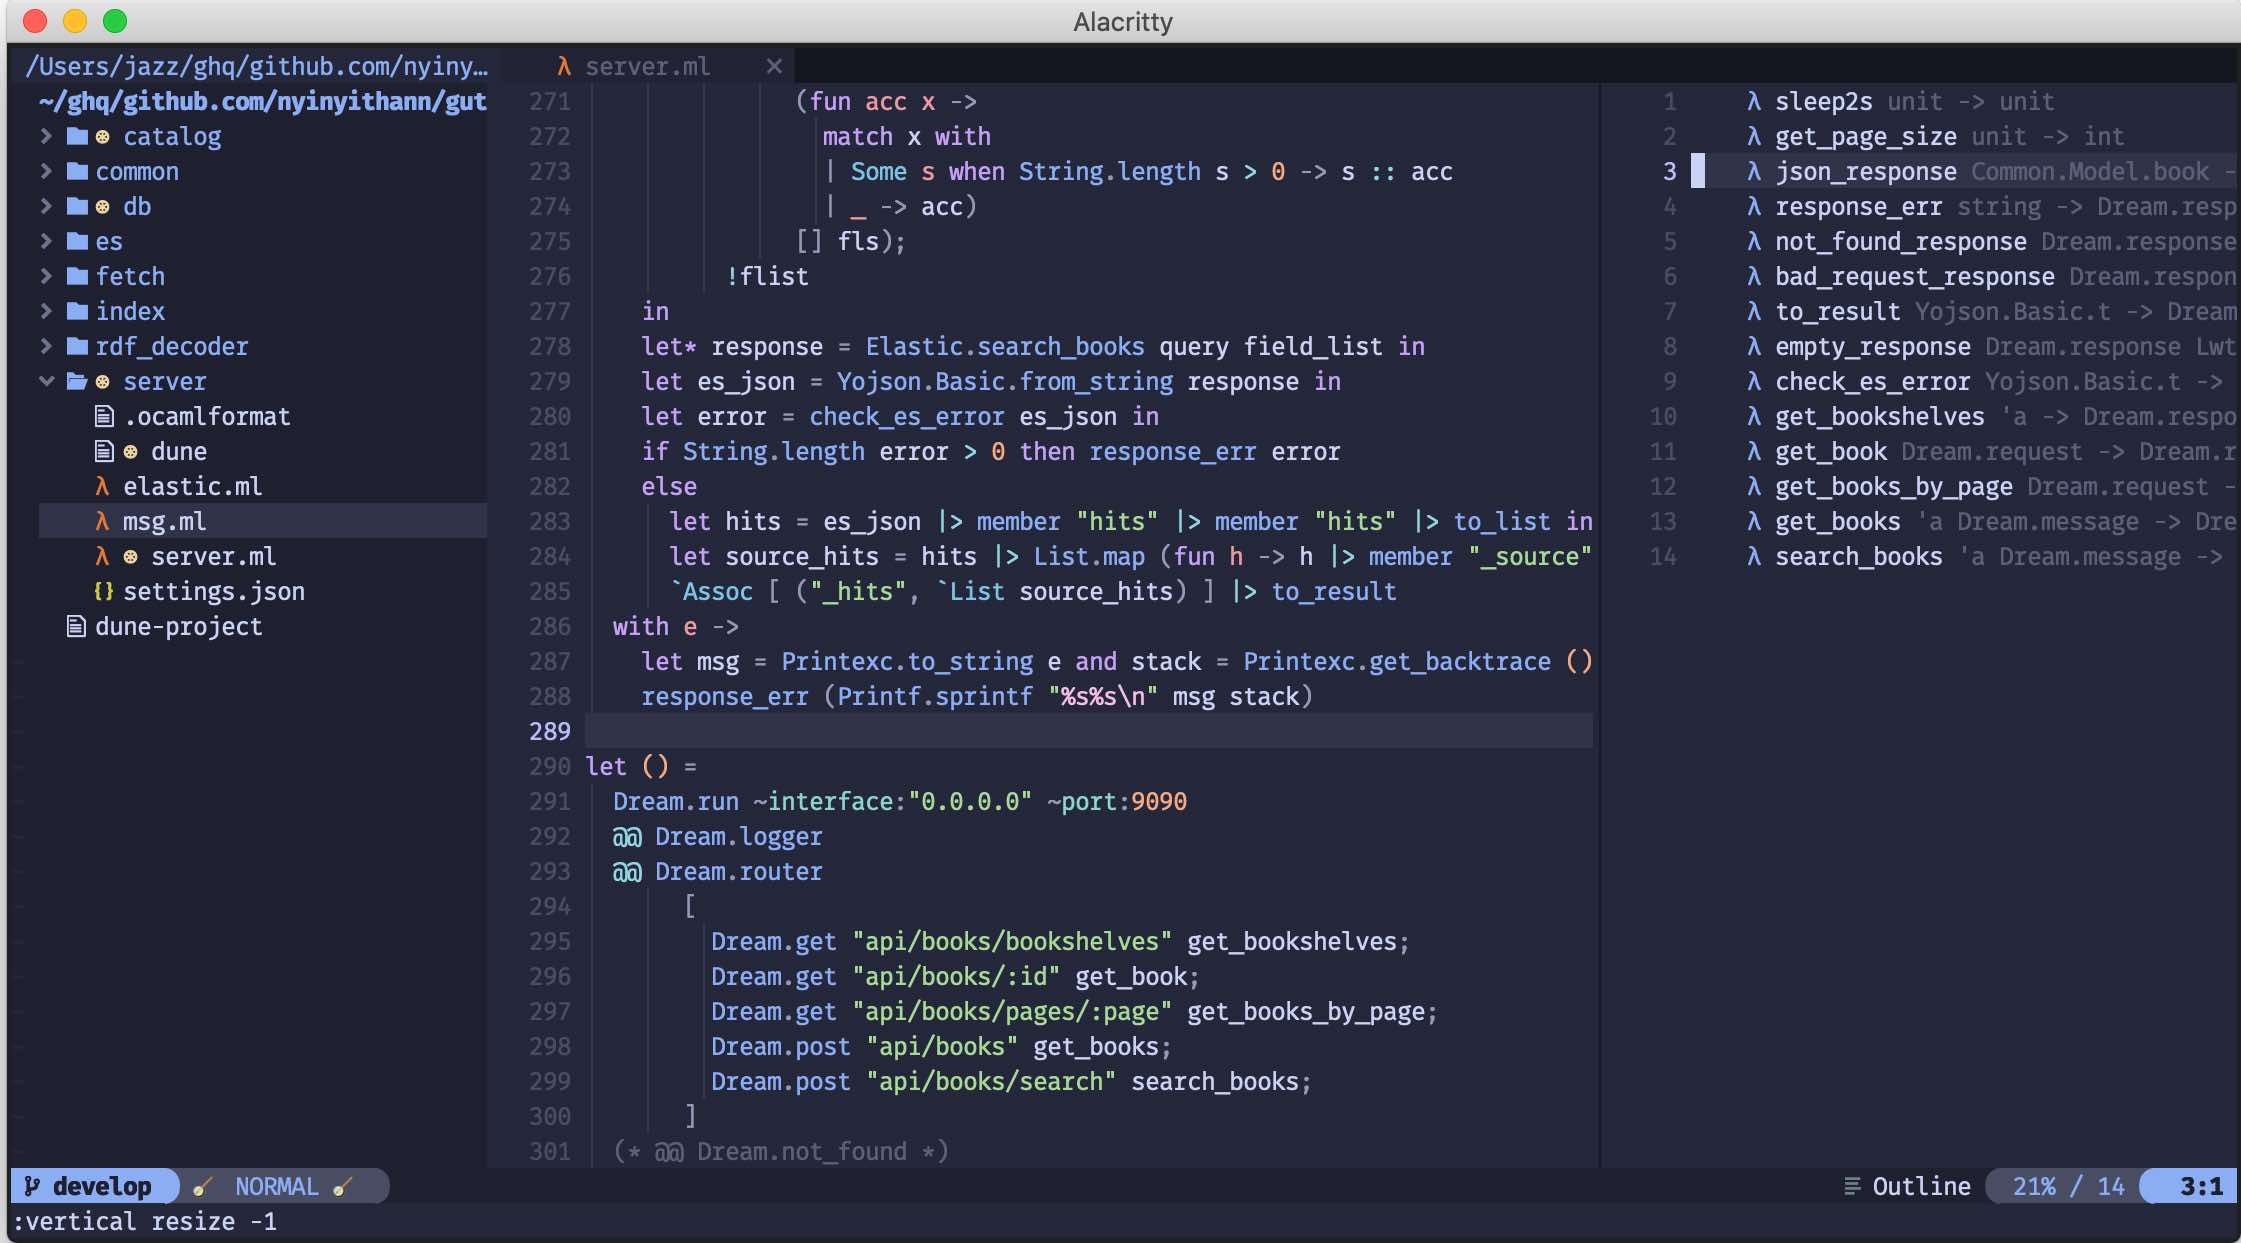 Alacritty
/Users/jazz/ghq/github.com/nyiny…
~/ghq/github.com/nyinyithann/gut
catalog
common
db
es
fetch
index
rdf_decoder
server
.ocamlformat
dune
λ elastic.ml
λ msg.ml
λ server.ml
{} settings.json
dune-project
λ server.ml ×
271 (fun acc x ->
272 match x with
273 | Some s when String.length s > 0 -> s :: acc
274 | _ -> acc)
275 [] fls);
276 !flist
277 in
278 let* response = Elastic.search_books query field_list in
279 let es_json = Yojson.Basic.from_string response in
280 let error = check_es_error es_json in
281 if String.length error > 0 then response_err error
282 else
283 let hits = es_json |> member "hits" |> member "hits" |> to_list in
284 let source_hits = hits |> List.map (fun h -> h |> member "_source"
285 `Assoc [ ("_hits", `List source_hits) ] |> to_result
286 with e ->
287 let msg = Printexc.to_string e and stack = Printexc.get_backtrace ()
288 response_err (Printf.sprintf "%s%s\n" msg stack)
289
290 let () =
291 Dream.run ~interface:"0.0.0.0" ~port:9090
292 @@ Dream.logger
293 @@ Dream.router
294 [
295 Dream.get "api/books/bookshelves" get_bookshelves;
296 Dream.get "api/books/:id" get_book;
297 Dream.get "api/books/pages/:page" get_books_by_page;
298 Dream.post "api/books" get_books;
299 Dream.post "api/books/search" search_books;
300 ]
301 (* @@ Dream.not_found *)
1 λ sleep2s unit -> unit
2 λ get_page_size unit -> int
3 λ json_response Common.Model.book -
4 λ response_err string -> Dream.resp
5 λ not_found_response Dream.response
6 λ bad_request_response Dream.respon
7 λ to_result Yojson.Basic.t -> Dream
8 λ empty_response Dream.response Lwt
9 λ check_es_error Yojson.Basic.t ->
10 λ get_bookshelves 'a -> Dream.respo
11 λ get_book Dream.request -> Dream.r
12 λ get_books_by_page Dream.request -
13 λ get_books 'a Dream.message -> Dre
14 λ search_books 'a Dream.message ->
develop NORMAL Outline 21% / 14 3:1
:vertical resize -1